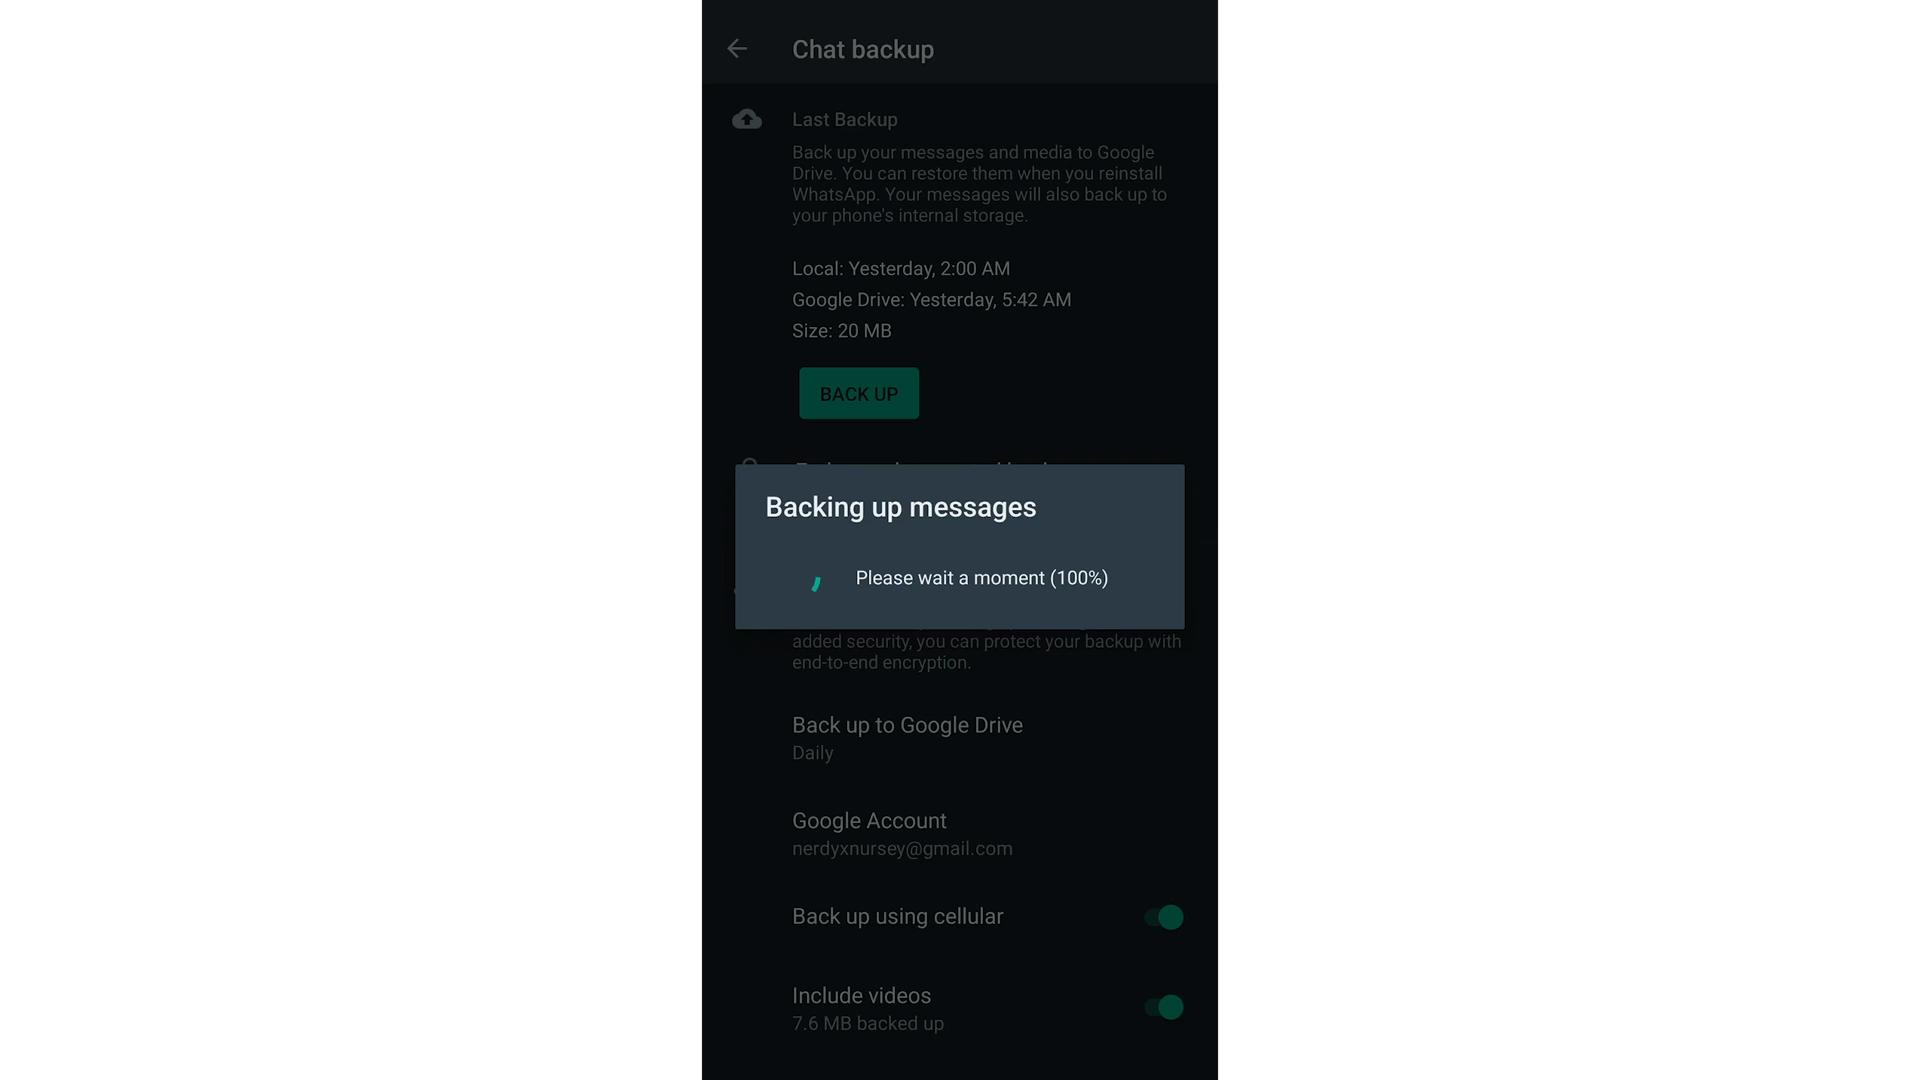 Chat backup
Last Backup
Back up your messages and media to Google
Drive. You can restore them when you reinstall
WhatsApp. Your messages will also back up to
your phone's internal storage.
Local: Yesterday, 2:00 AM
Google Drive: Yesterday, 5:42 AM
Size: 20 MB
BACK UP
Backing up messages
Please wait a moment (100%)
added security, you can protect your backup with
end-to-end encryption.
Back up to Google Drive
Daily
Google Account
nerdyxnursey@gmail.com
Back up using cellular
Include videos
7.6 MB backed up